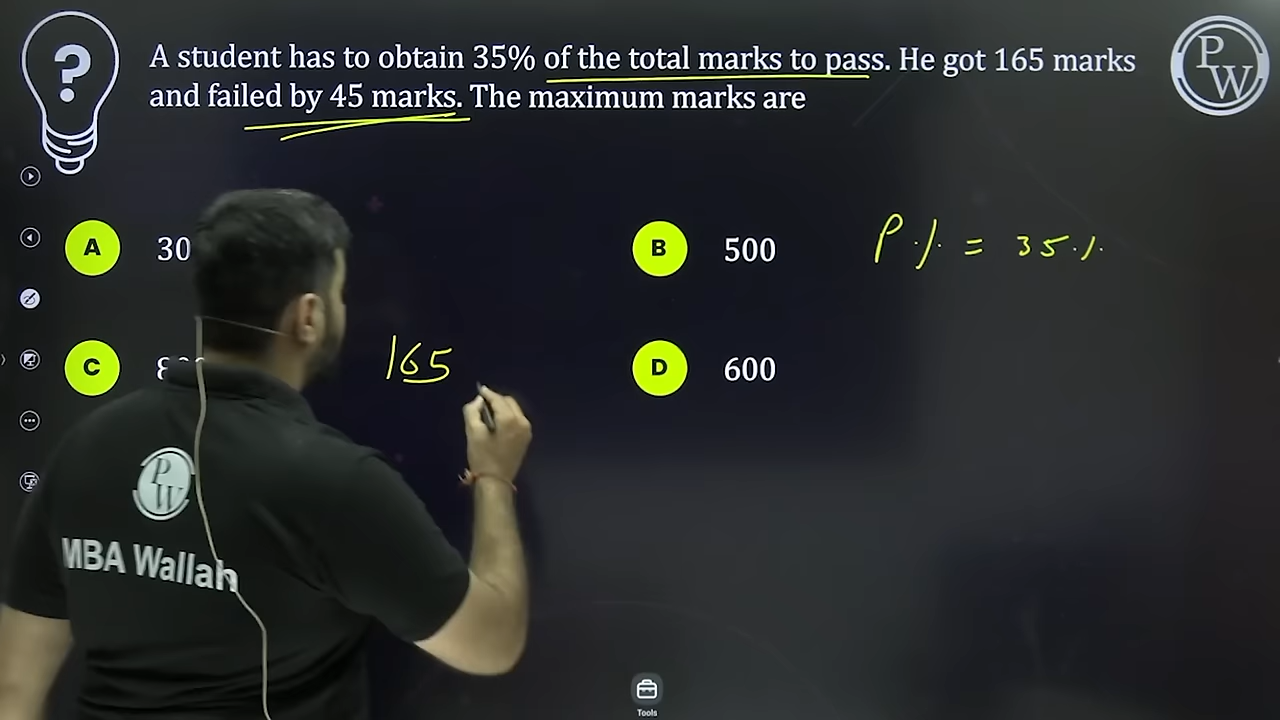 A student has to obtain 35% of the total marks to pass. He got 165 marks
and failed by 45 marks. The maximum marks are
P
W
A
30
B
500
P% = 35%
C
165
D
600
P
W
MBA Wallah
Tools